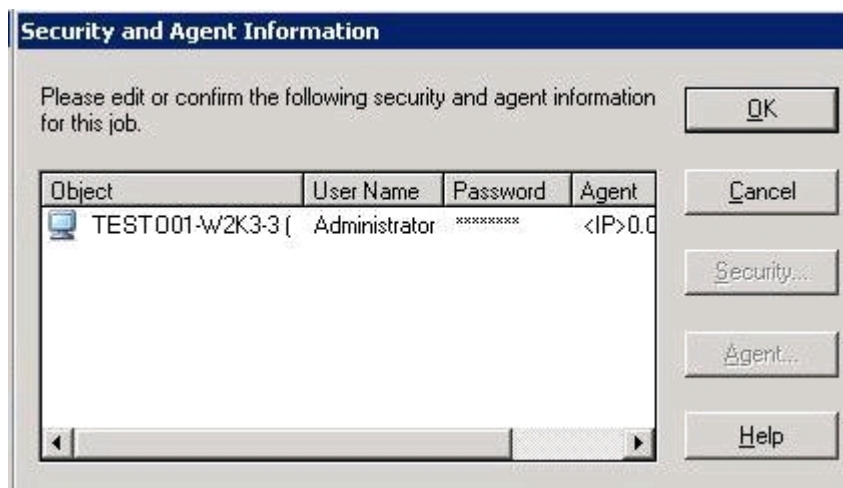 Security and Agent Information
Please edit or confirm the following security and agent information
for this job.
OK
Object User Name Password Agent
Cancel
TEST001-W2K3-3 ( Administrator ******** <IP>0.0
Security...
Agent...
Help